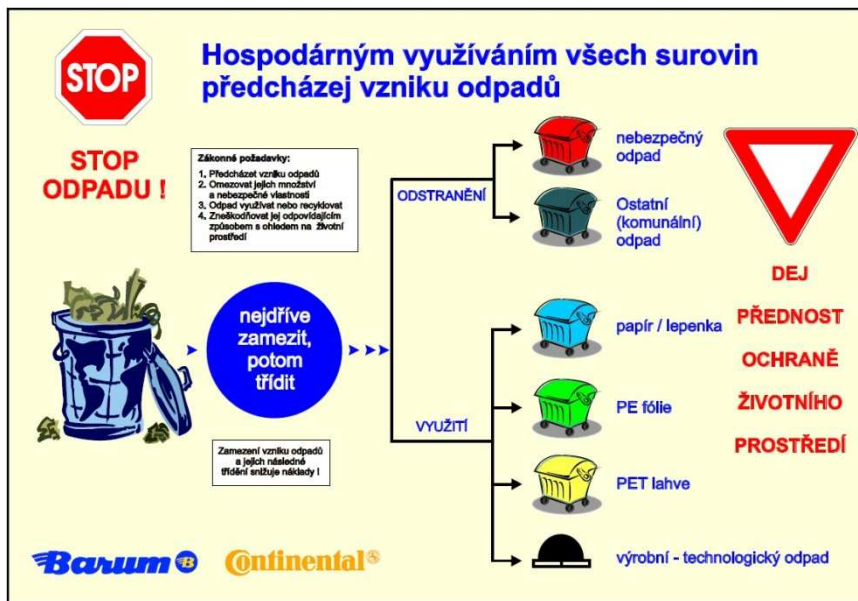 STOP
Hospodárným využíváním všech surovin
předcházej vzniku odpadů
STOP
ODPADU !
Zákonné požadavky:
1. Předcházet vzniku odpadů
2. Omezovat jejich množství
a nebezpečné vlastnosti
3. Odpad využívat nebo recyklovat
4. Zneškodňovat jej odpovídajícím
způsobem s ohledem na životní
prostředí
nejdříve
zamezit,
potom
třídit
Zamezení vzniku odpadů
a jejich následné
třídění snižuje náklady !
ODSTRANĚNÍ
nebezpečný
odpad
Ostatní
(komunální)
odpad
VYUŽITÍ
papír / lepenka
PE fólie
PET lahve
výrobní - technologický odpad
DEJ
PŘEDNOST
OCHRANĚ
ŽIVOTNÍHO
PROSTŘEDÍ
Barum B
Continental